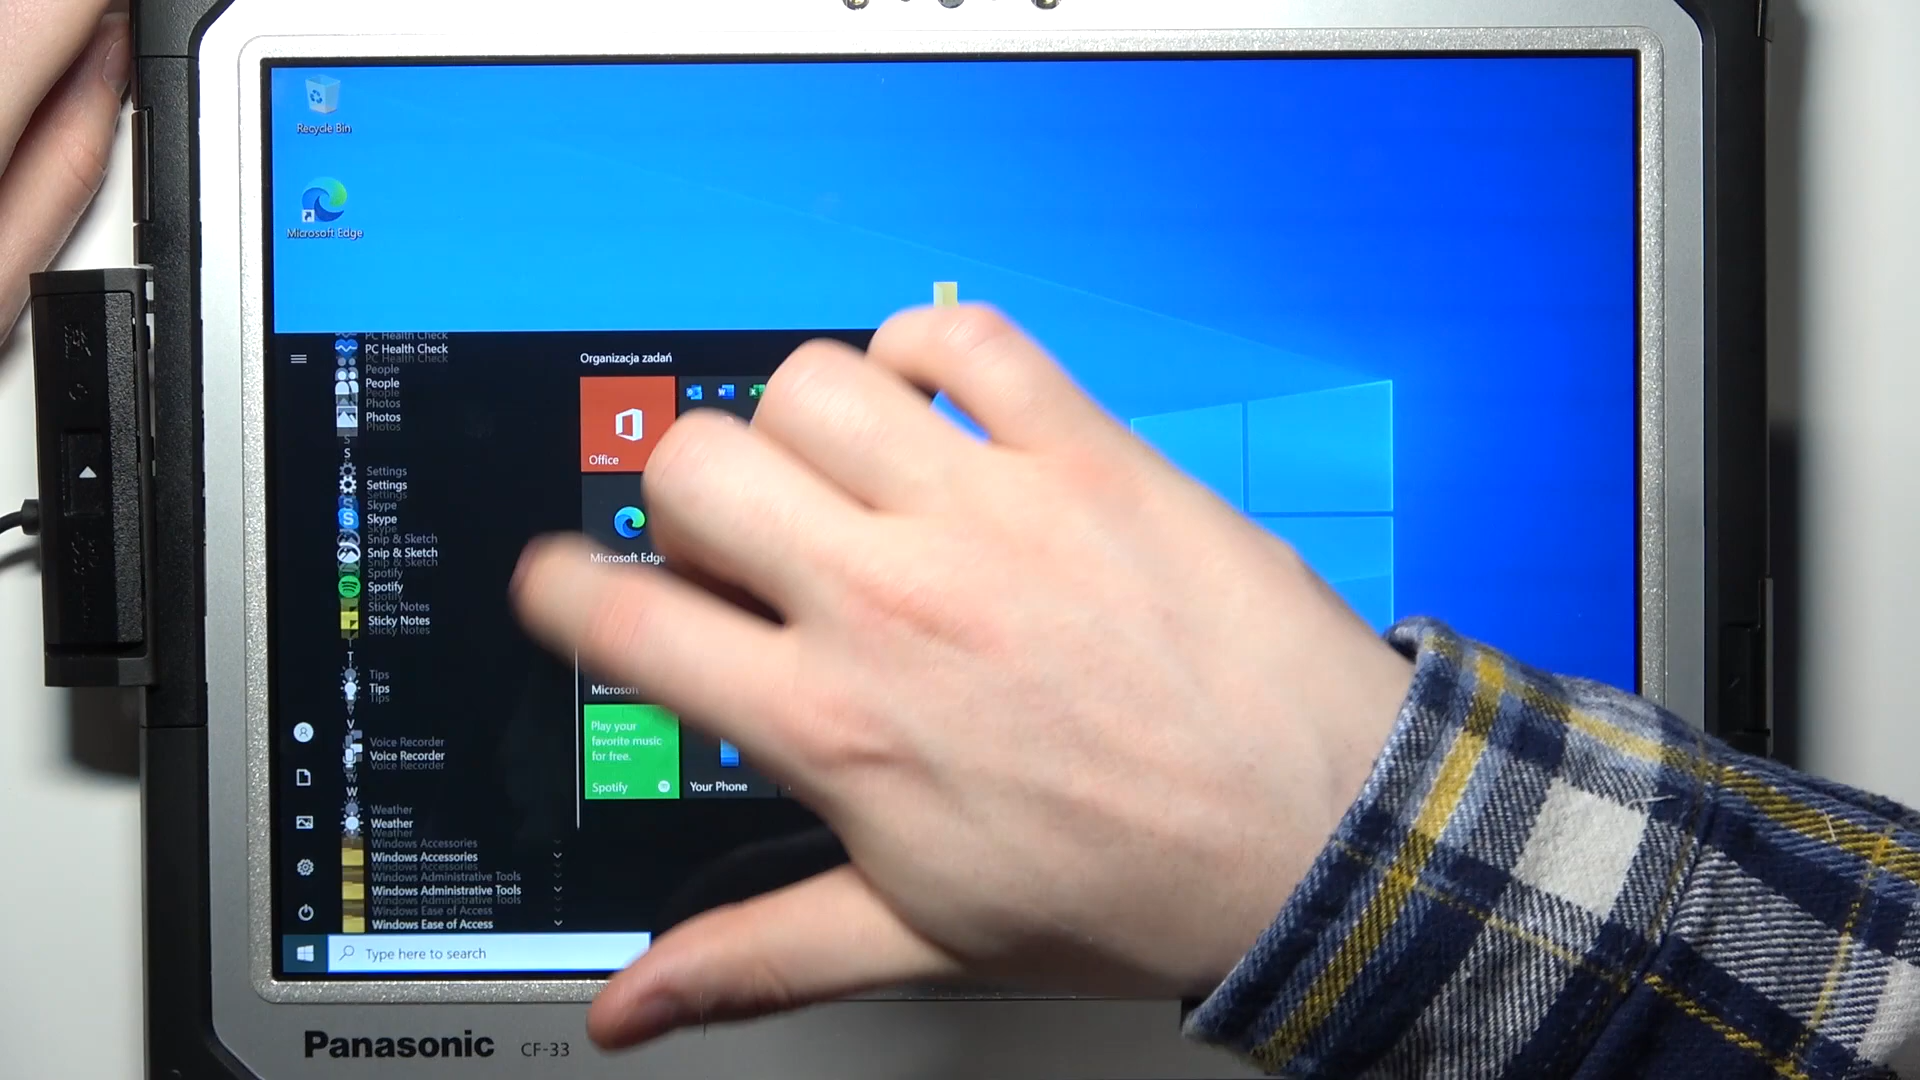 Recycle Bin
Microsoft Edge
PC Health Check
People
Photos
S
Settings
Skype
Snip & Sketch
Spotify
Sticky Notes
T
Tips
V
Voice Recorder
W
Weather
Windows Accessories
Windows Administrative Tools
Windows Ease of Access
Organizacja zadań
Office
Microsoft Edge
Play your
favorite music
for free.
Spotify
Your Phone
Type here to search
Panasonic CF-33